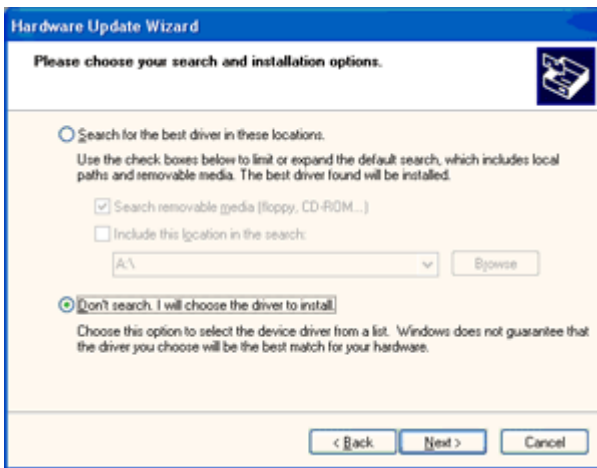 Hardware Update Wizard
Please choose your search and installation options.
Search for the best driver in these locations.
Use the check boxes below to limit or expand the default search, which includes local
paths and removable media. The best driver found will be installed.
Search removable media (floppy, CD-ROM...)
Include this location in the search:
A:\
Browse
Don't search. I will choose the driver to install.
Choose this option to select the device driver from a list. Windows does not guarantee that
the driver you choose will be the best match for your hardware.
< Back Next > Cancel